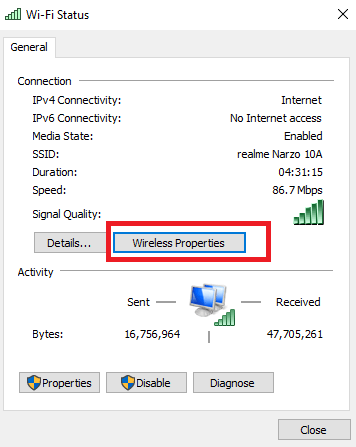 Wi-Fi Status
General
Connection
IPv4 Connectivity: Internet
IPv6 Connectivity: No Internet access
Media State: Enabled
SSID: realme Narzo 10A
Duration: 04:31:15
Speed: 86.7 Mbps
Signal Quality:
Details... Wireless Properties
Activity
Sent Received
Bytes: 16,756,964 47,705,261
Properties Disable Diagnose
Close